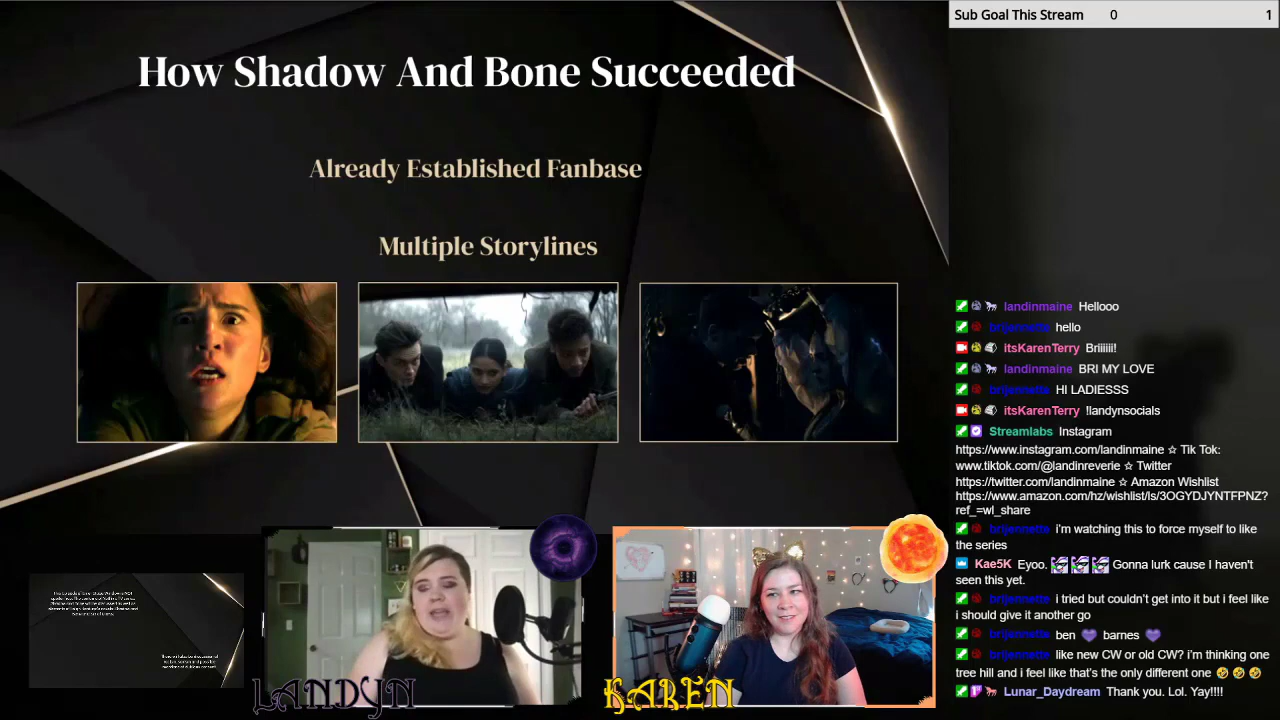 How Shadow And Bone Succeeded
Already Established Fanbase
Multiple Storylines
LANDYN
KAREN
Sub Goal This Stream 0 1
landinmaine Hellooo
brijennette hello
itsKarenTerry Briiiiii!
landinmaine BRI MY LOVE
brijennette HI LADIESSS
itsKarenTerry !landynsocials
Streamlabs Instagram
https://www.instagram.com/landinmaine ☆ Tik Tok:
www.tiktok.com/@landinreverie ☆ Twitter
https://twitter.com/landinmaine ☆ Amazon Wishlist
https://www.amazon.com/hz/wishlist/ls/3OGYDJYNTFPNZ?
ref_=wl_share
brijennette i'm watching this to force myself to like
the series
Kae5K Eyoo. Gonna lurk cause I haven't
seen this yet.
brijennette i tried but couldn't get into it but i feel like
i should give it another go
brijennette ben 💜 barnes 💜
brijennette like new CW or old CW? i'm thinking one
tree hill and i feel like that's the only different one 🤣 🤣 🤣
Lunar_Daydream Thank you. Lol. Yay!!!!